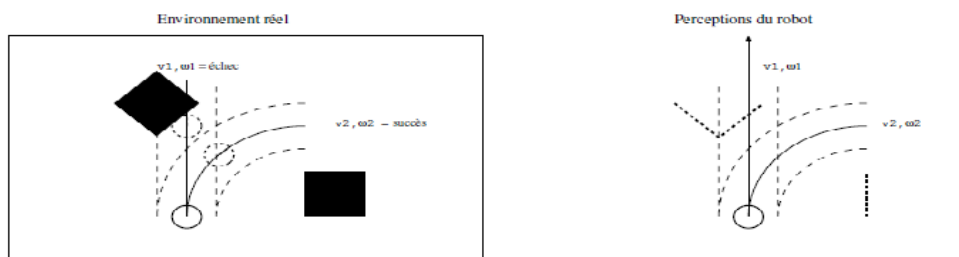 Environnement réel
Perceptions du robot
v1,ω1 = échec
v1,ω1
v2,ω2 – succès
v2,ω2